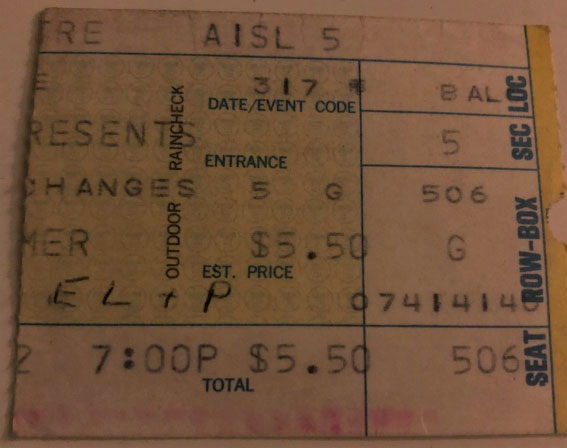 TRE AISL 5
E 317 BAL LOC
DATE/EVENT CODE
OUTDOOR RAINCHECK
RESENTS 5 SEC
ENTRANCE
CHANGES 5 G 506
MER $5.50 G ROW-BOX
EST. PRICE
EL+P 0741414
2 7:00P $5.50 506 SEAT
TOTAL